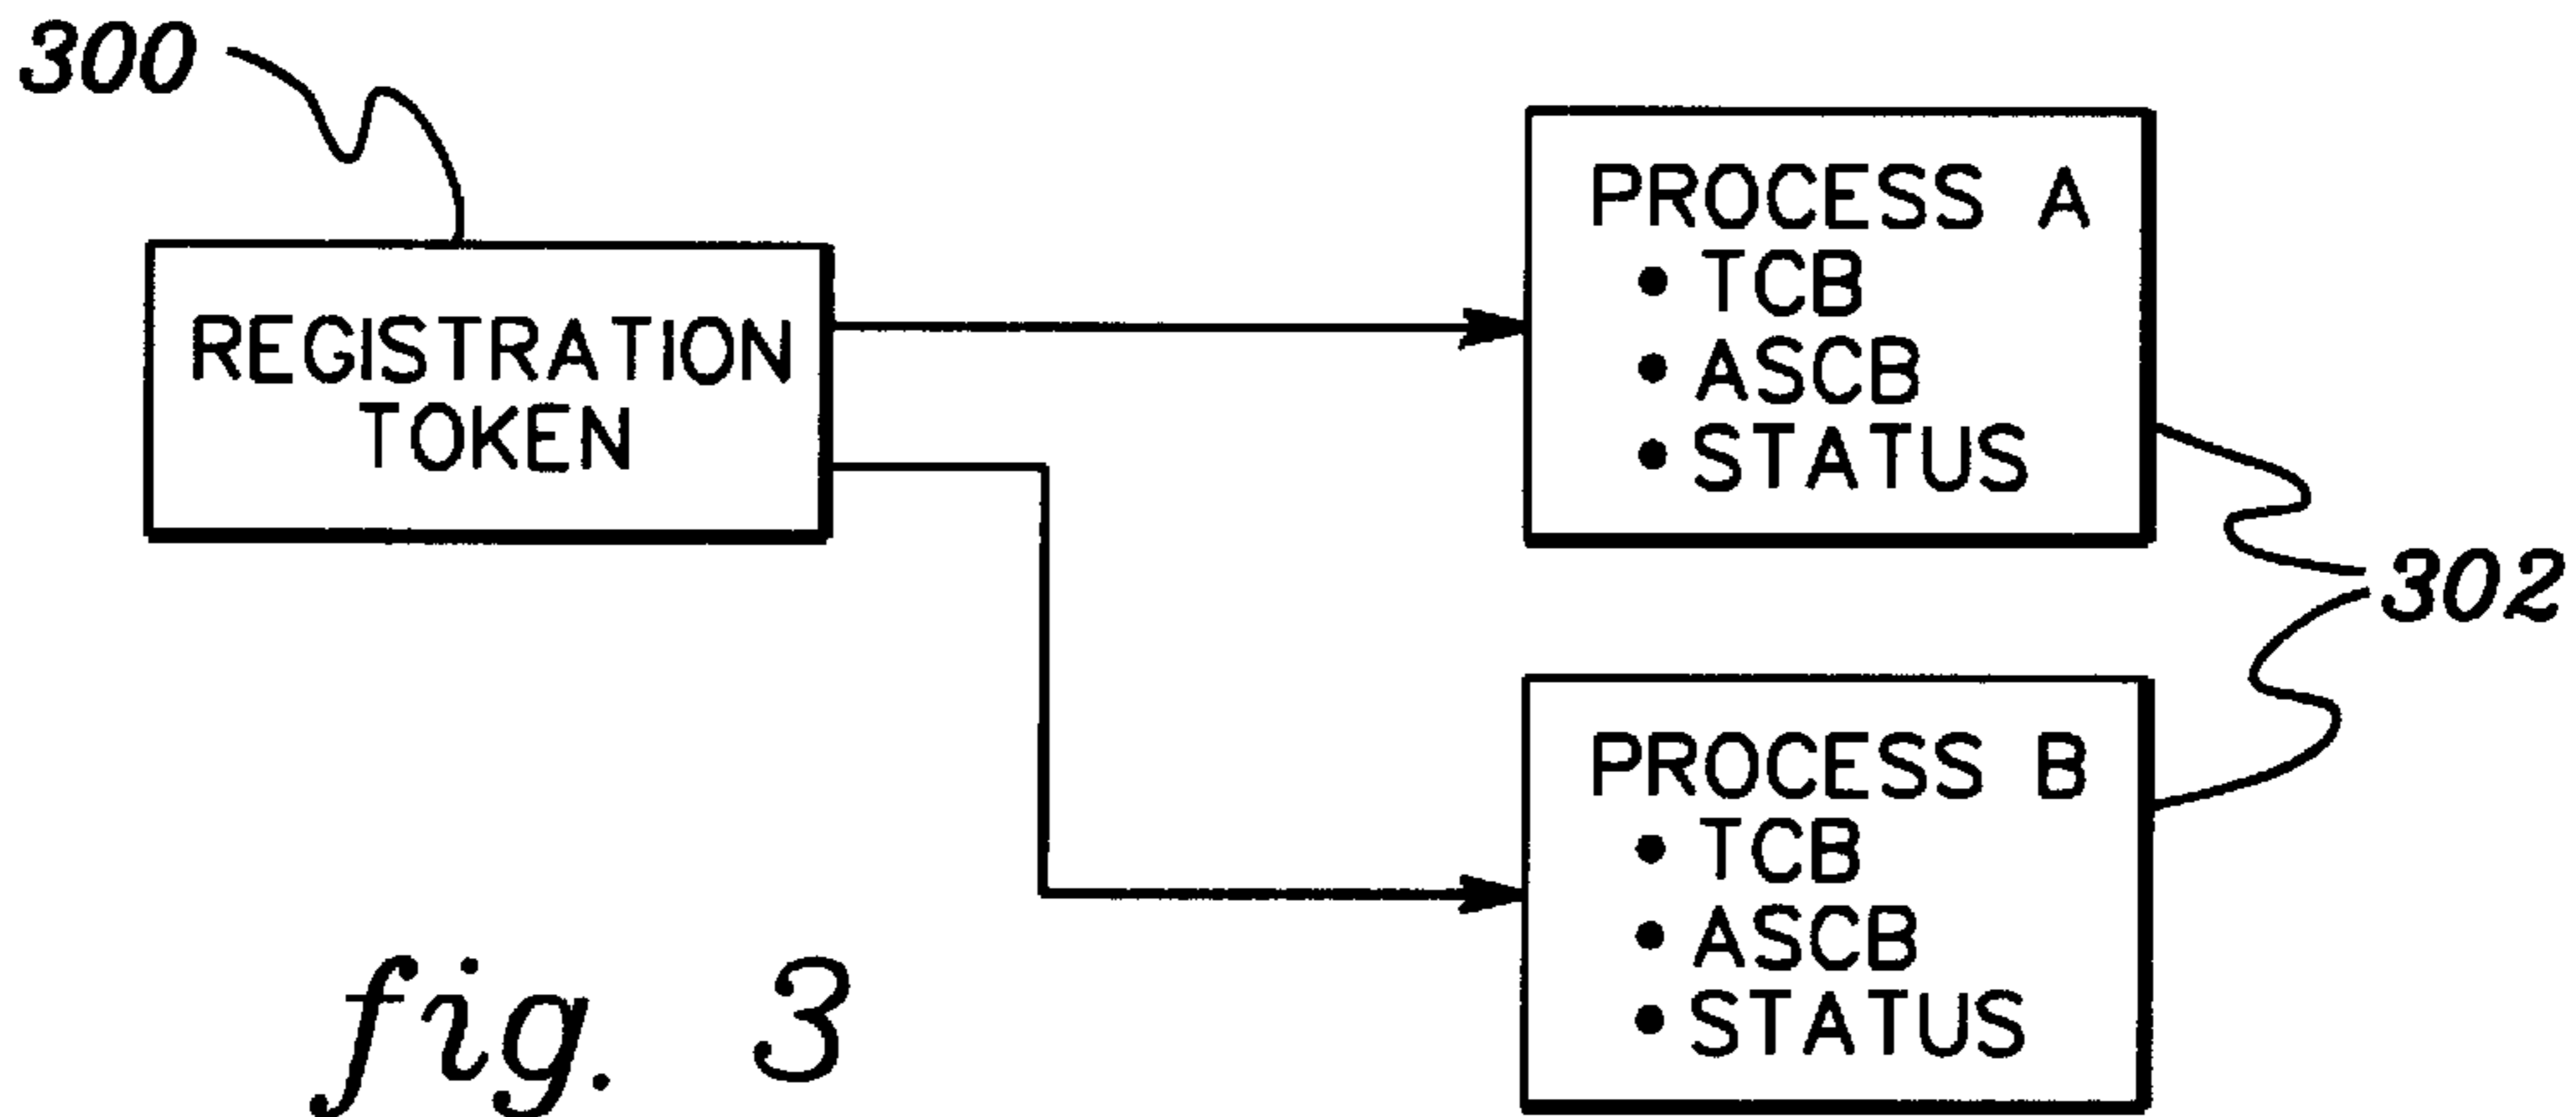 300
REGISTRATION
TOKEN
PROCESS A
• TCB
• ASCB
• STATUS
302
PROCESS B
• TCB
• ASCB
• STATUS
fig. 3